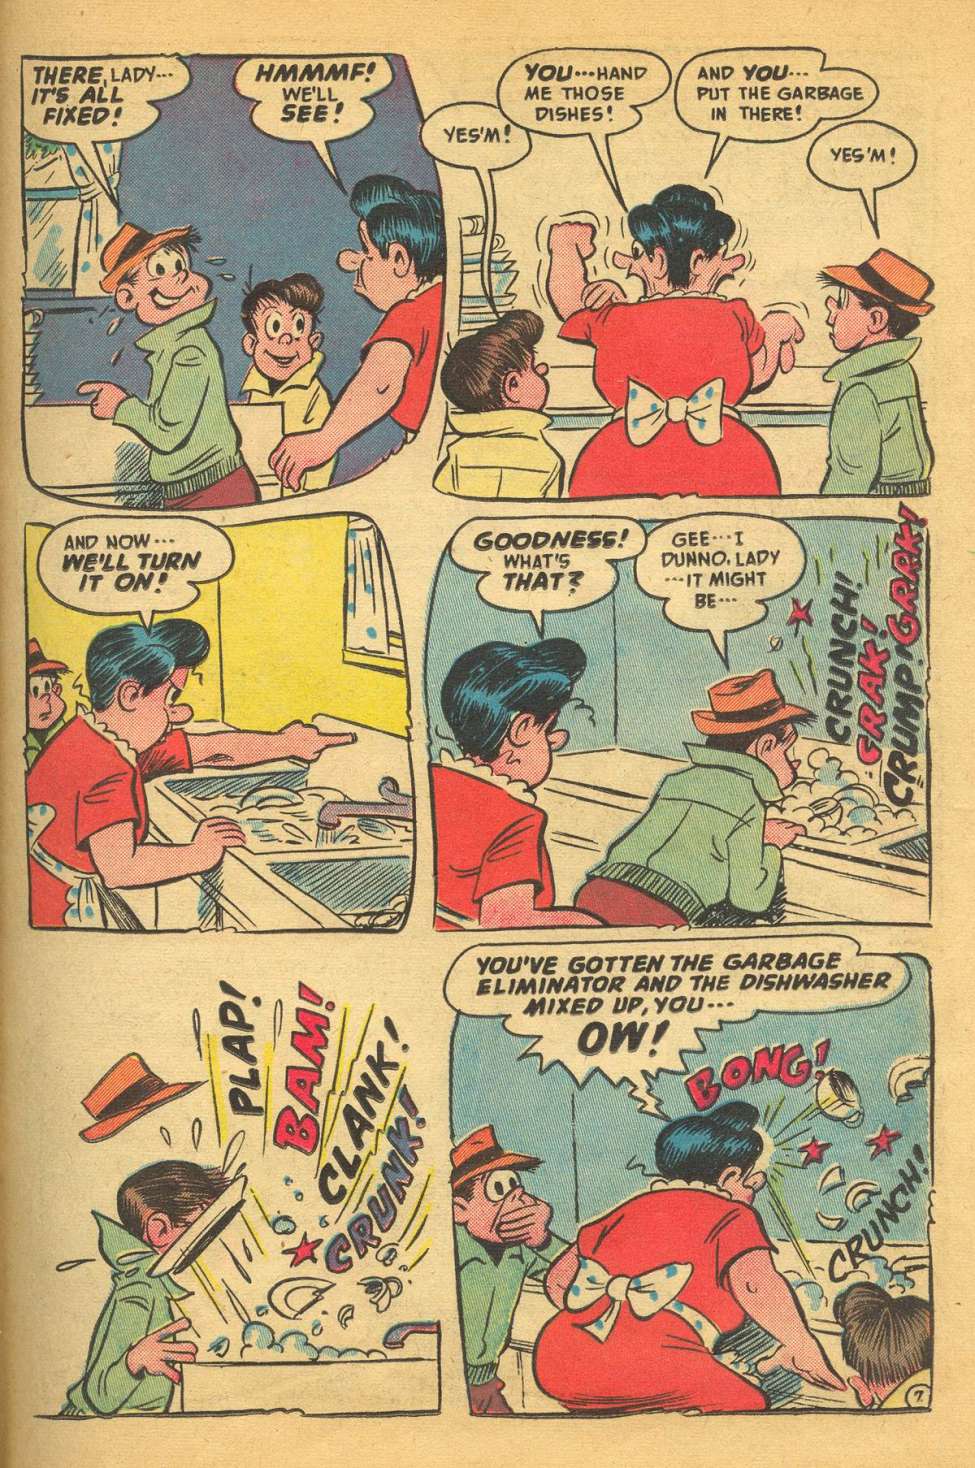 THERE, LADY---
IT'S ALL
FIXED!
HMMMF!
WE'LL
SEE!
YES'M!
YOU---HAND
ME THOSE
DISHES!
AND YOU---
PUT THE GARBAGE
IN THERE!
YES'M!
AND NOW---
WE'LL TURN
IT ON!
GOODNESS!
WHAT'S
THAT?
GEE---I
DUNNO, LADY
---IT MIGHT
BE---
CRUNCH!
GRAK!
CRUMP!
GRAK!
PLAP!
BAM!
CLANK!
CRUNK!
YOU'VE GOTTEN THE GARBAGE
ELIMINATOR AND THE DISHWASHER
MIXED UP, YOU---
OW!
BONG!
CRUNCH!
7